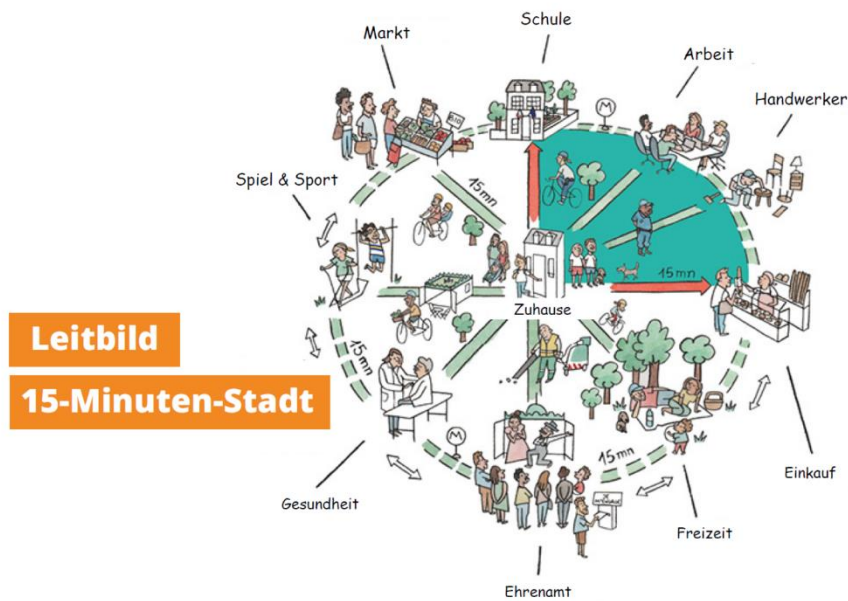 Schule
Markt
Arbeit
Handwerker
BIO
M
Spiel & Sport
15mn
15mn
Zuhause
Leitbild
15-Minuten-Stadt
15mn
M
15mn
Einkauf
Gesundheit
Freizeit
Ehrenamt